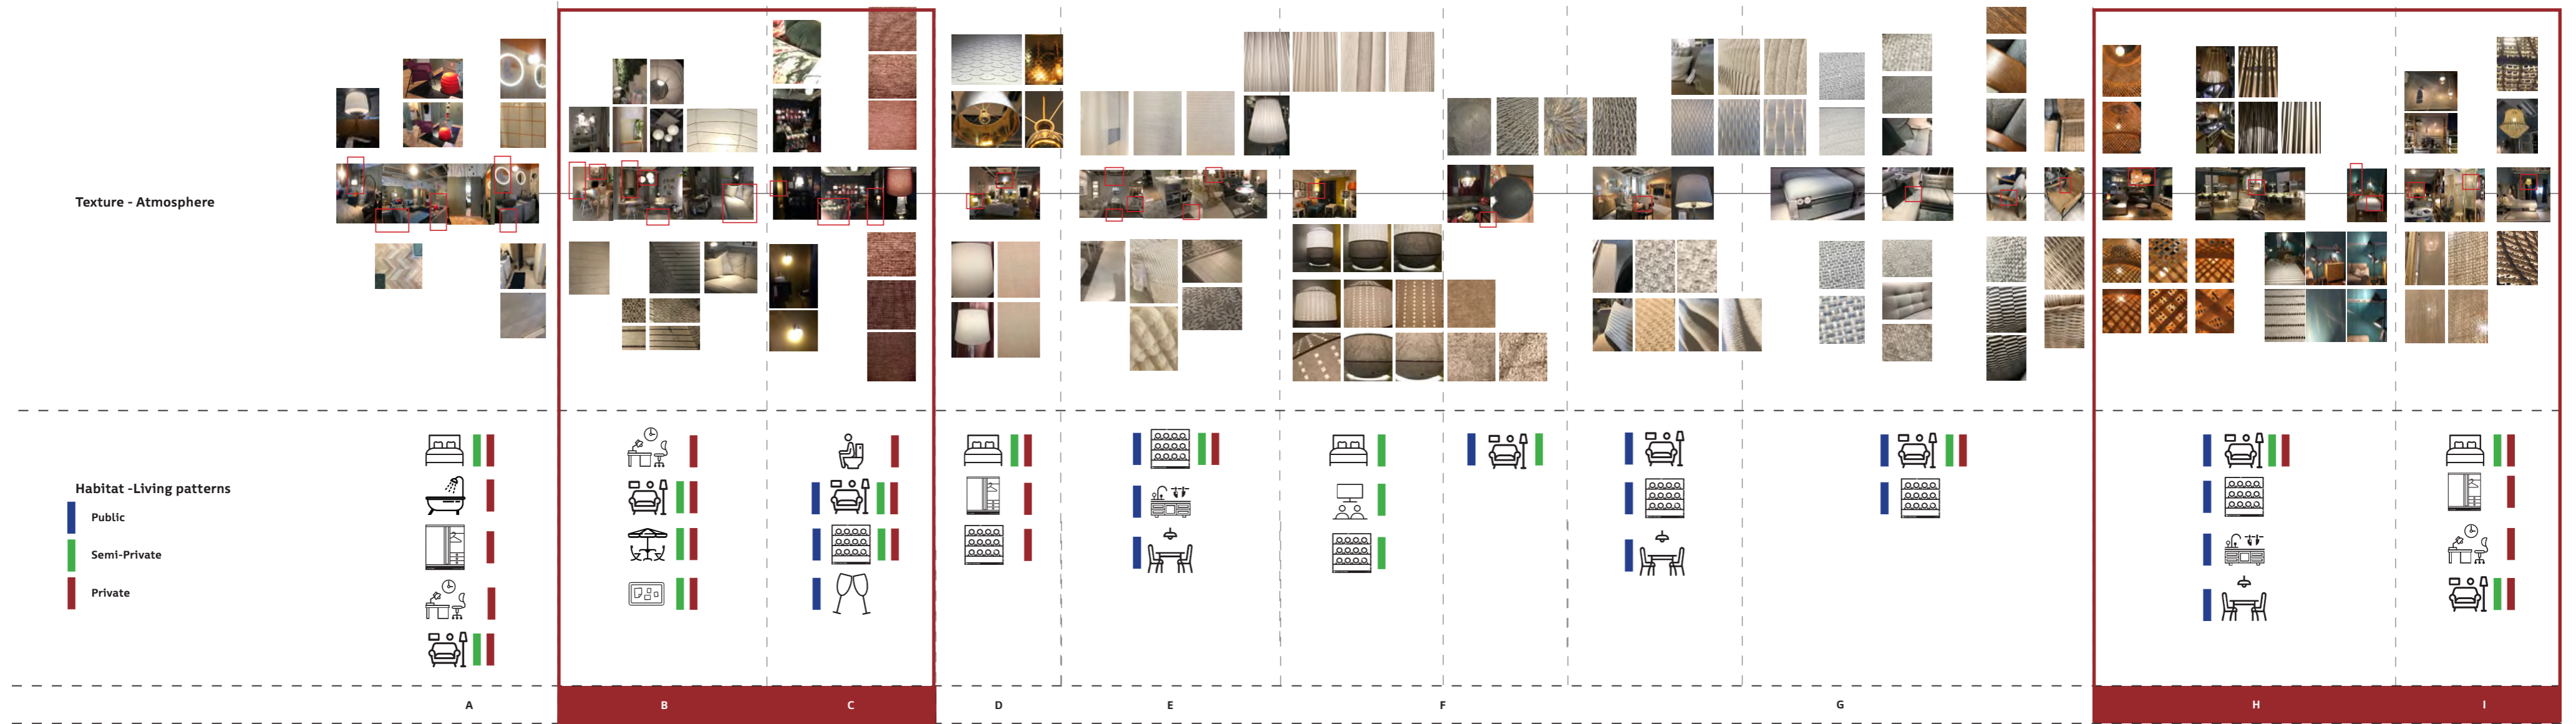 Texture - Atmosphere
Habitat -Living patterns
Public
Semi-Private
Private
A
B
C
D
E
F
G
H
I